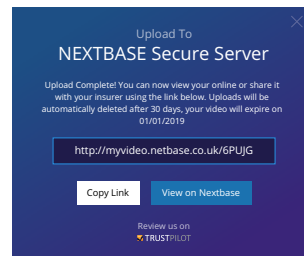 Upload To
NEXTBASE Secure Server
Upload Complete! You can now view your online or share it
with your insurer using the link below. Uploads will be
automatically deleted after 30 days, your video will expire on
01/01/2019
http://myvideo.netbase.co.uk/6PUJG
Copy Link View on Nextbase
Review us on
TRUSTPILOT